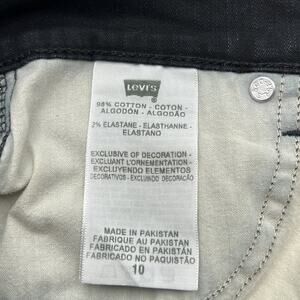 LEVI'S
98% COTTON - COTON -
ALGODÓN - ALGODÃO
2% ELASTANE - ELASTHANNE -
ELASTANO
EXCLUSIVE OF DECORATION -
EXCLUANT L'ORNEMENTATION -
EXCLUYENDO ELEMENTOS
DECORATIVOS - EXCLUINDO DECORAÇÃO
MADE IN PAKISTAN
FABRIQUE AU PAKISTAN
FABRICADO EN PAKISTAN
FABRICADO NO PAQUISTÃO
10